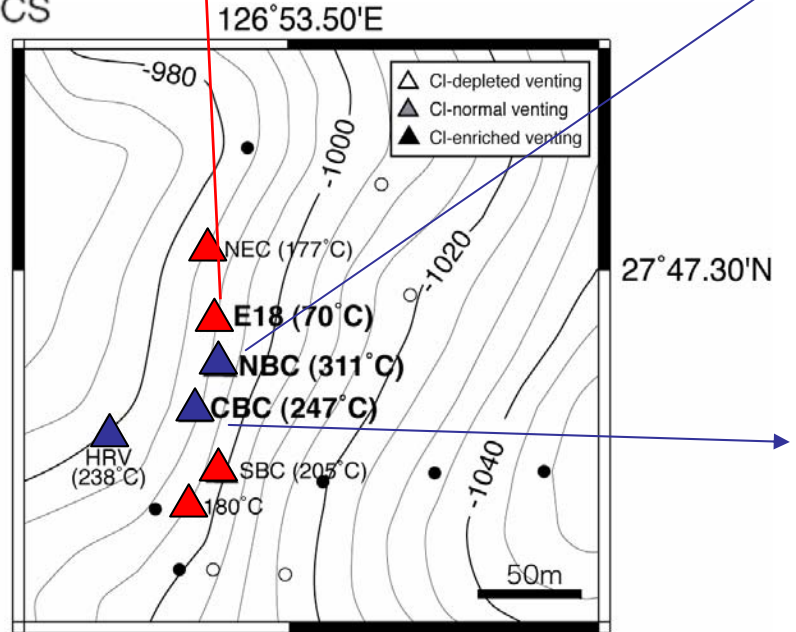 CS
126˚53.50'E
-980
Cl-depleted venting
Cl-normal venting
Cl-enriched venting
-1000
NEC (177˚C)
-1020
27˚47.30'N
E18 (70˚C)
NBC (311˚C)
CBC (247˚C)
HRV
(238˚C)
SBC (205˚C)
-1040
180˚C
50m